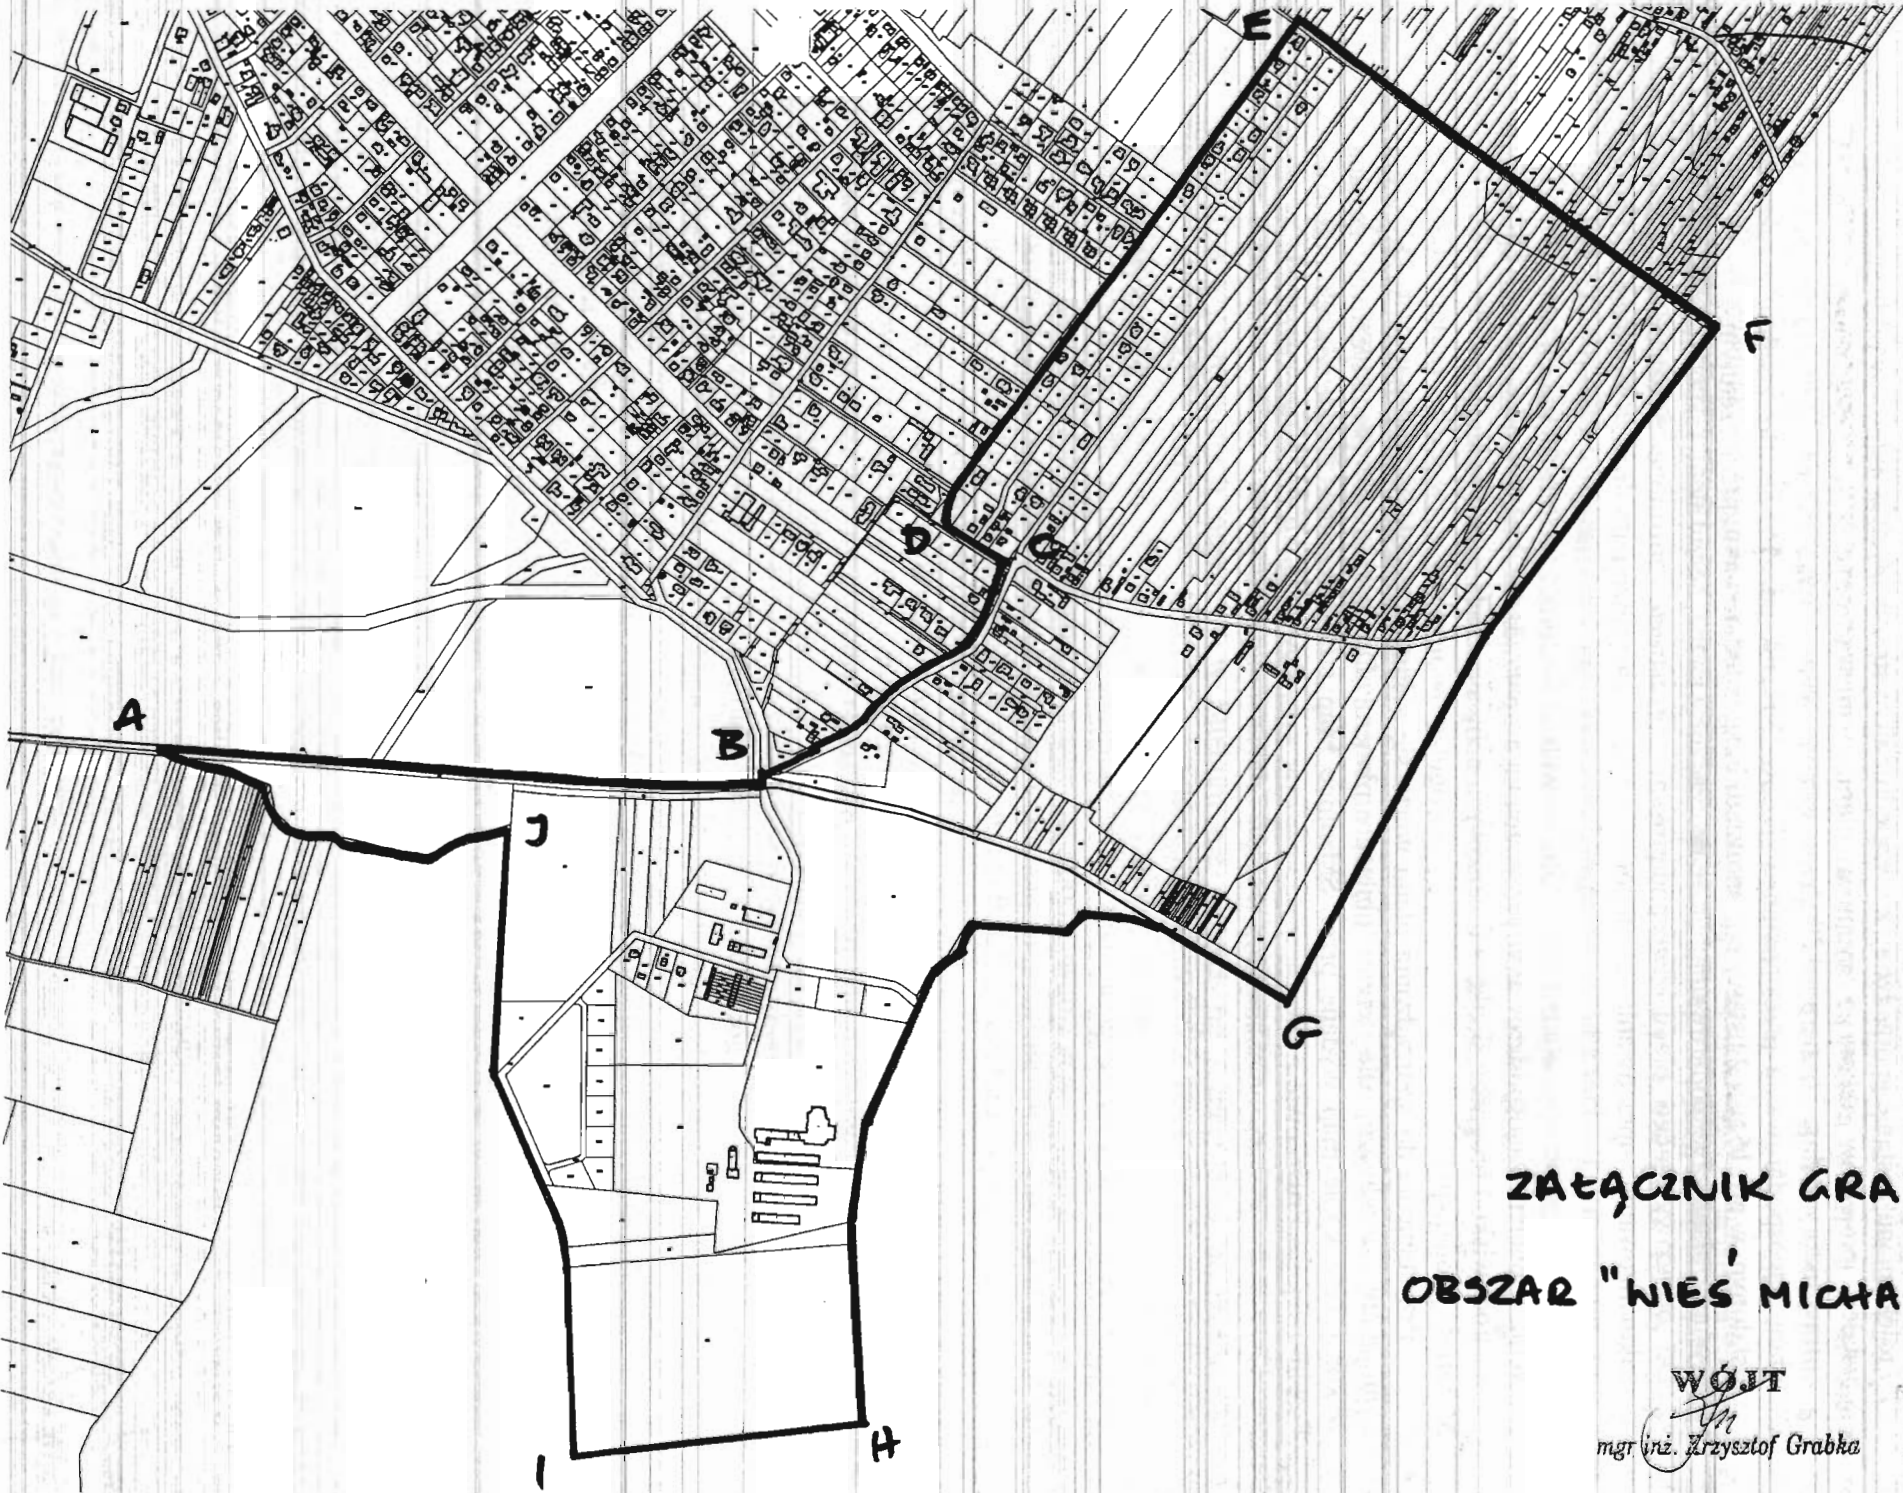 E
F
D
C
A
B
J
G
ZAŁĄCZNIK GRA
OBSZAR "WIEŚ MICHA
WÓJT
mgr inż. Krzysztof Grabka
H
I